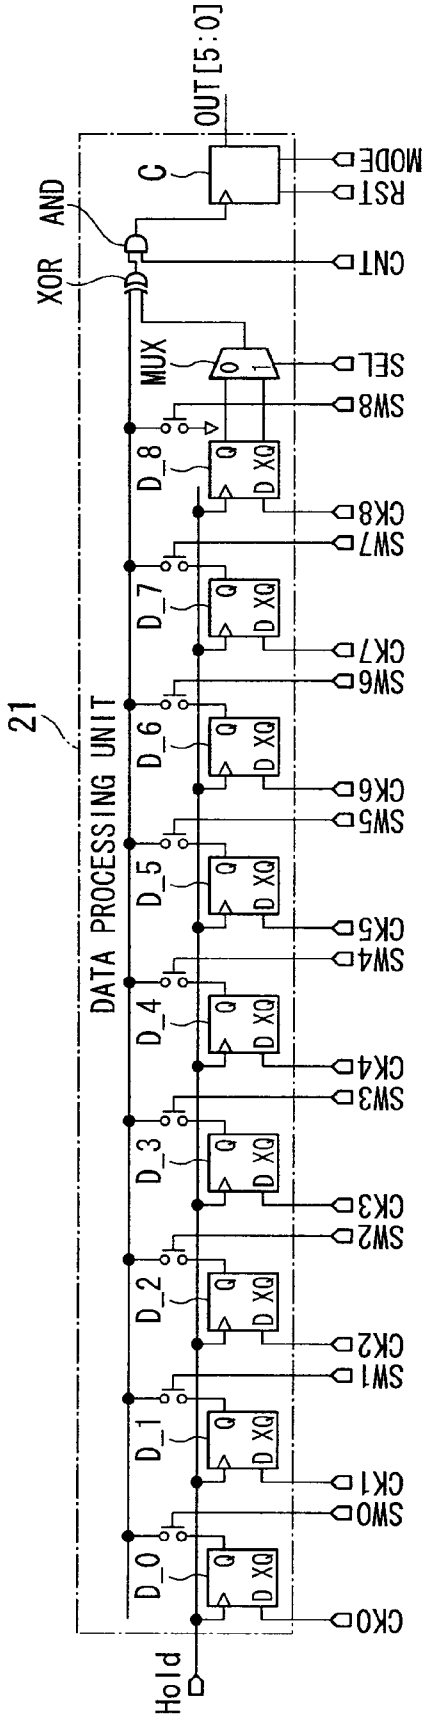 21
DATA PROCESSING UNIT
Hold
D_0
Q
D XQ
CK0
SW0
D_1
Q
D XQ
CK1
SW1
D_2
Q
D XQ
CK2
SW2
D_3
Q
D XQ
CK3
SW3
D_4
Q
D XQ
CK4
SW4
D_5
Q
D XQ
CK5
SW5
D_6
Q
D XQ
CK6
SW6
D_7
Q
D XQ
CK7
SW7
D_8
Q
D XQ
CK8
SW8
MUX
0
1
SEL
XOR
AND
CNT
C
RST
MODE
OUT[5:0]